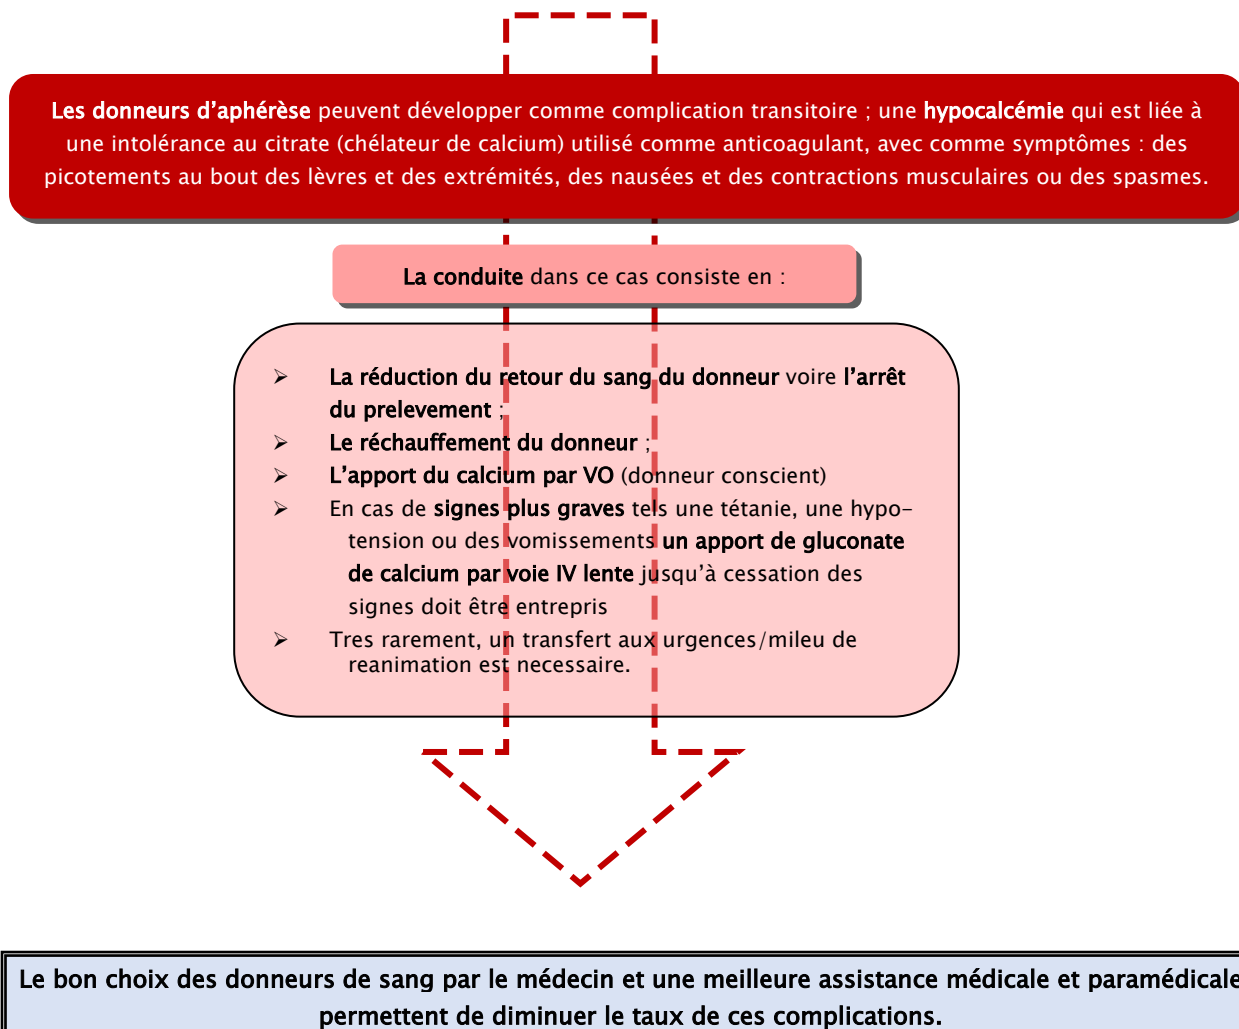 Les donneurs d’aphérèse peuvent développer comme complication transitoire ; une hypocalcémie qui est liée à
une intolérance au citrate (chélateur de calcium) utilisé comme anticoagulant, avec comme symptômes : des
picotements au bout des lèvres et des extrémités, des nausées et des contractions musculaires ou des spasmes.
La conduite dans ce cas consiste en :
➢ La réduction du retour du sang du donneur voire l’arrêt
du prelevement ;
➢ Le réchauffement du donneur ;
➢ L’apport du calcium par VO (donneur conscient)
➢ En cas de signes plus graves tels une tétanie, une hypo-
tension ou des vomissements un apport de gluconate
de calcium par voie IV lente jusqu’à cessation des
signes doit être entrepris
➢ Tres rarement, un transfert aux urgences/mileu de
reanimation est necessaire.
Le bon choix des donneurs de sang par le médecin et une meilleure assistance médicale et paramédicale
permettent de diminuer le taux de ces complications.